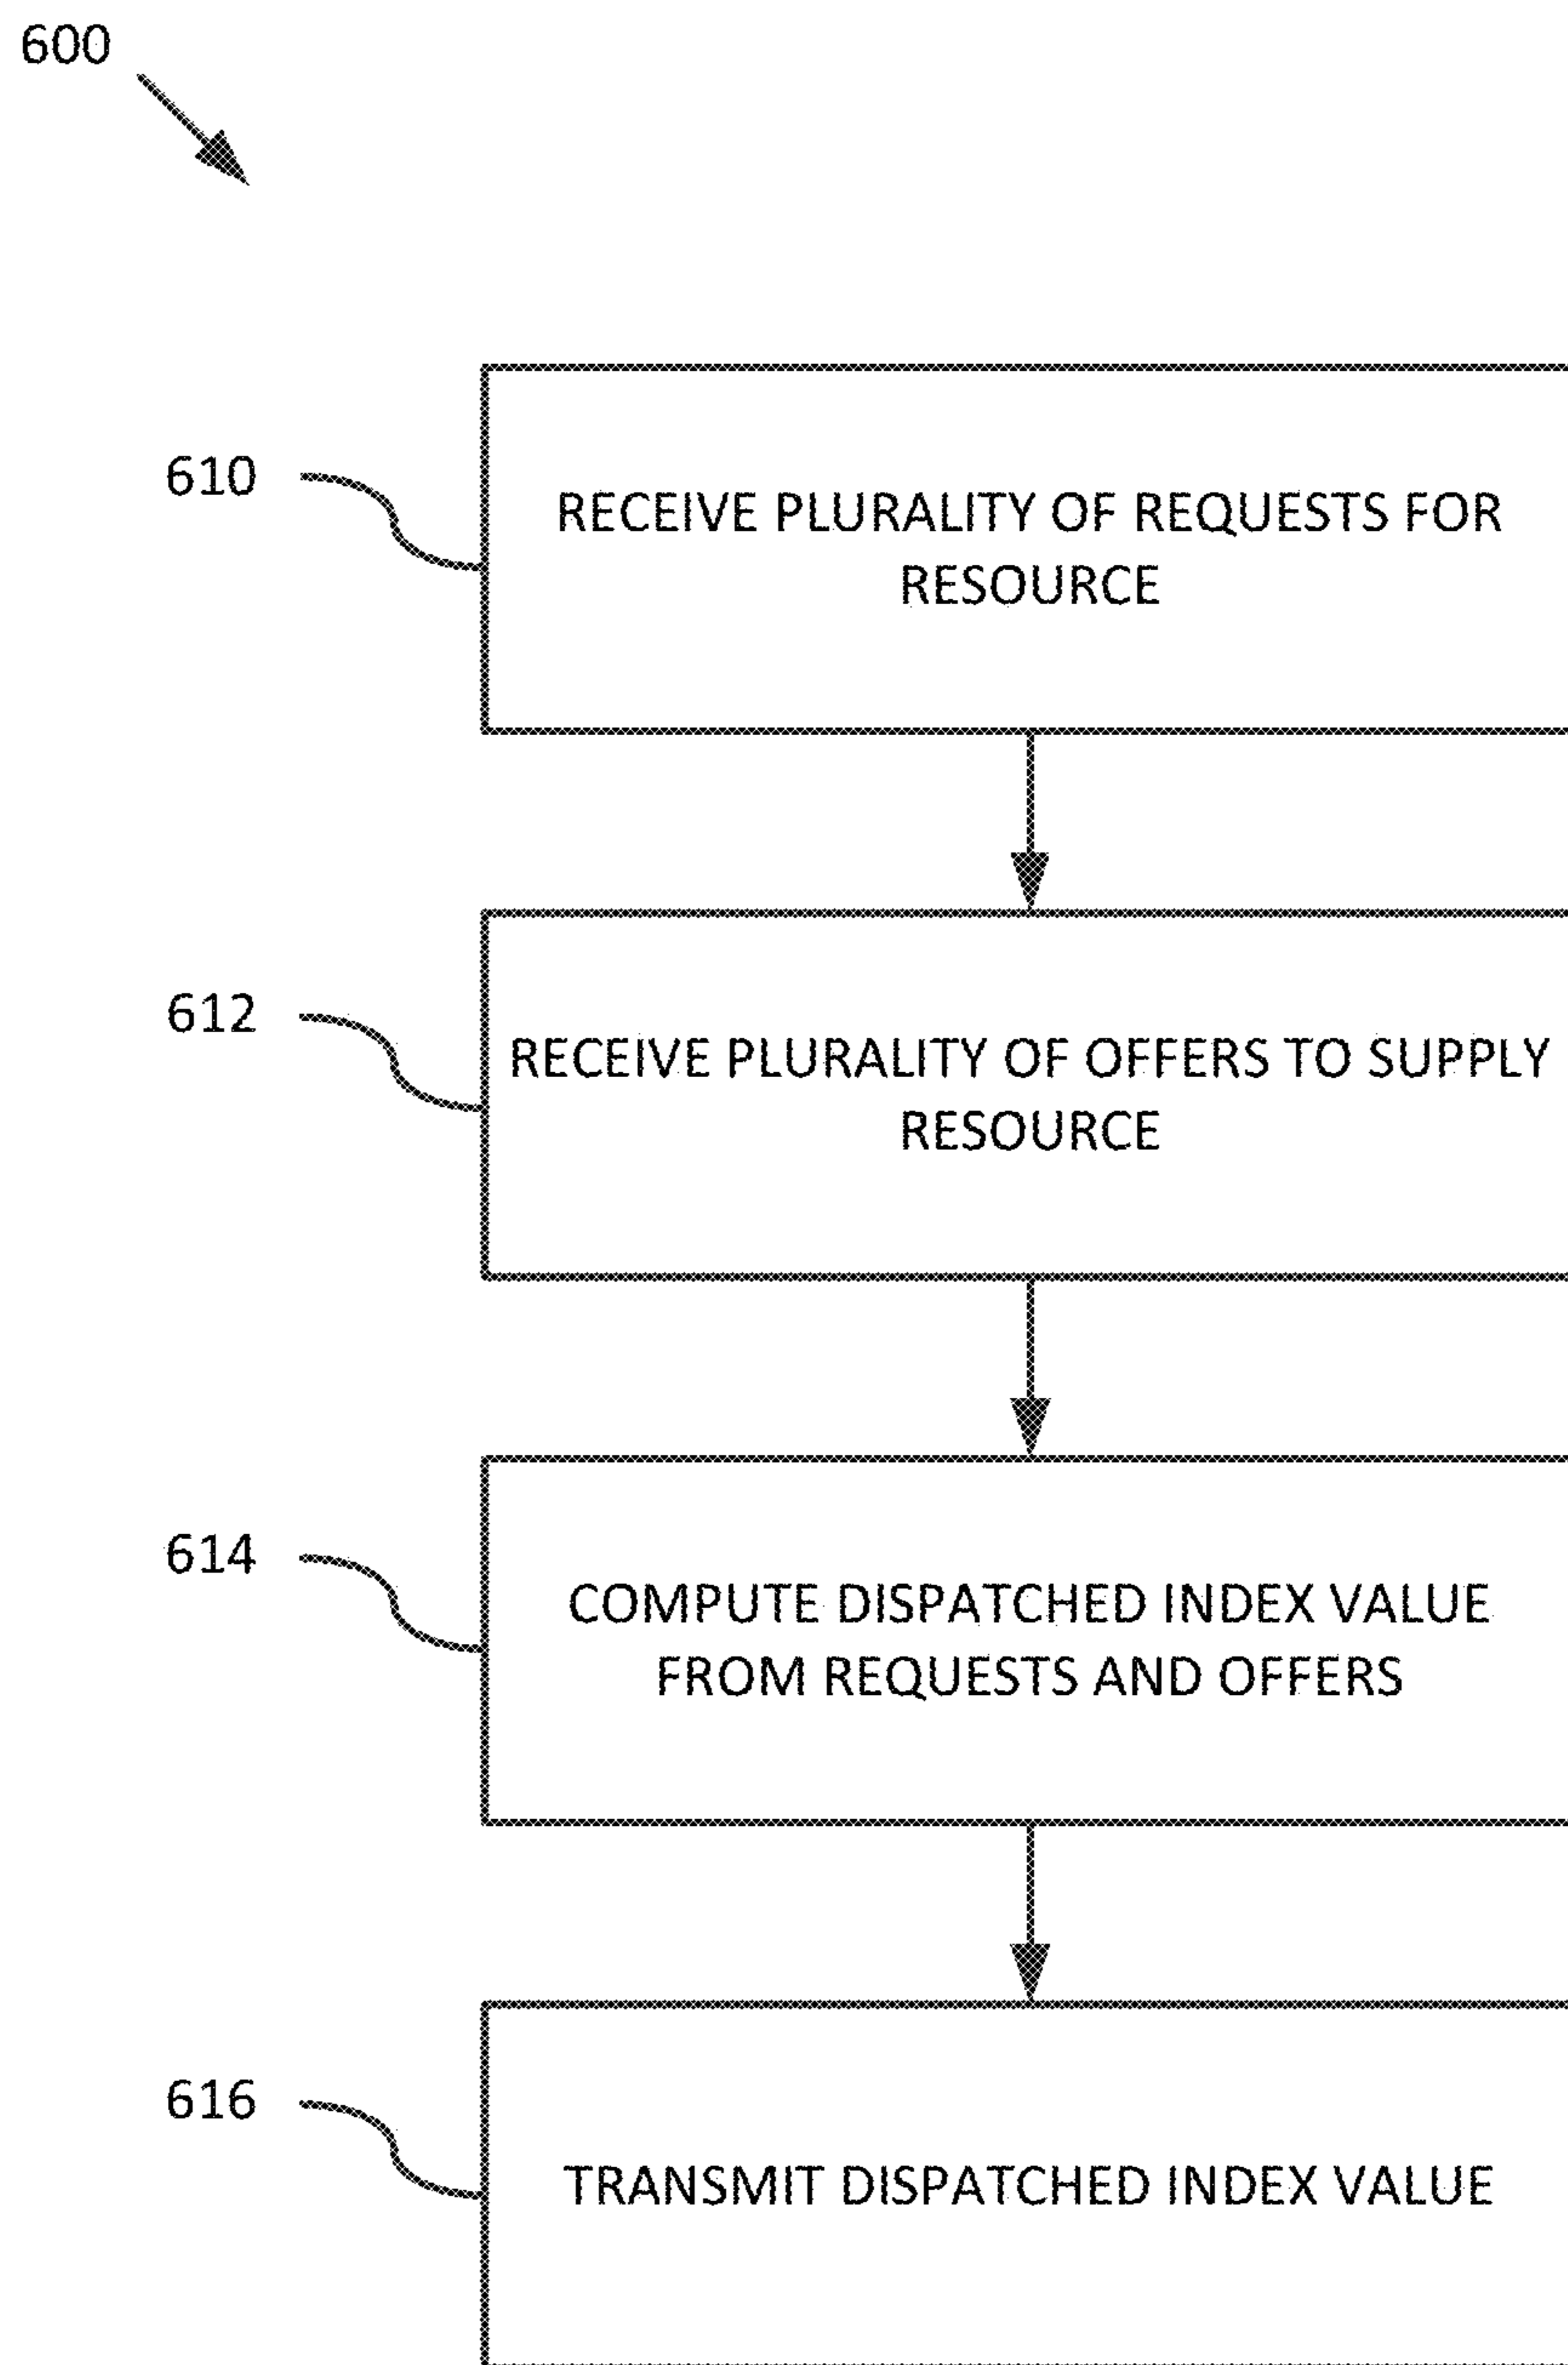 600
610
RECEIVE PLURALITY OF REQUESTS FOR
RESOURCE
612
RECEIVE PLURALITY OF OFFERS TO SUPPLY
RESOURCE
614
COMPUTE DISPATCHED INDEX VALUE
FROM REQUESTS AND OFFERS
616
TRANSMIT DISPATCHED INDEX VALUE